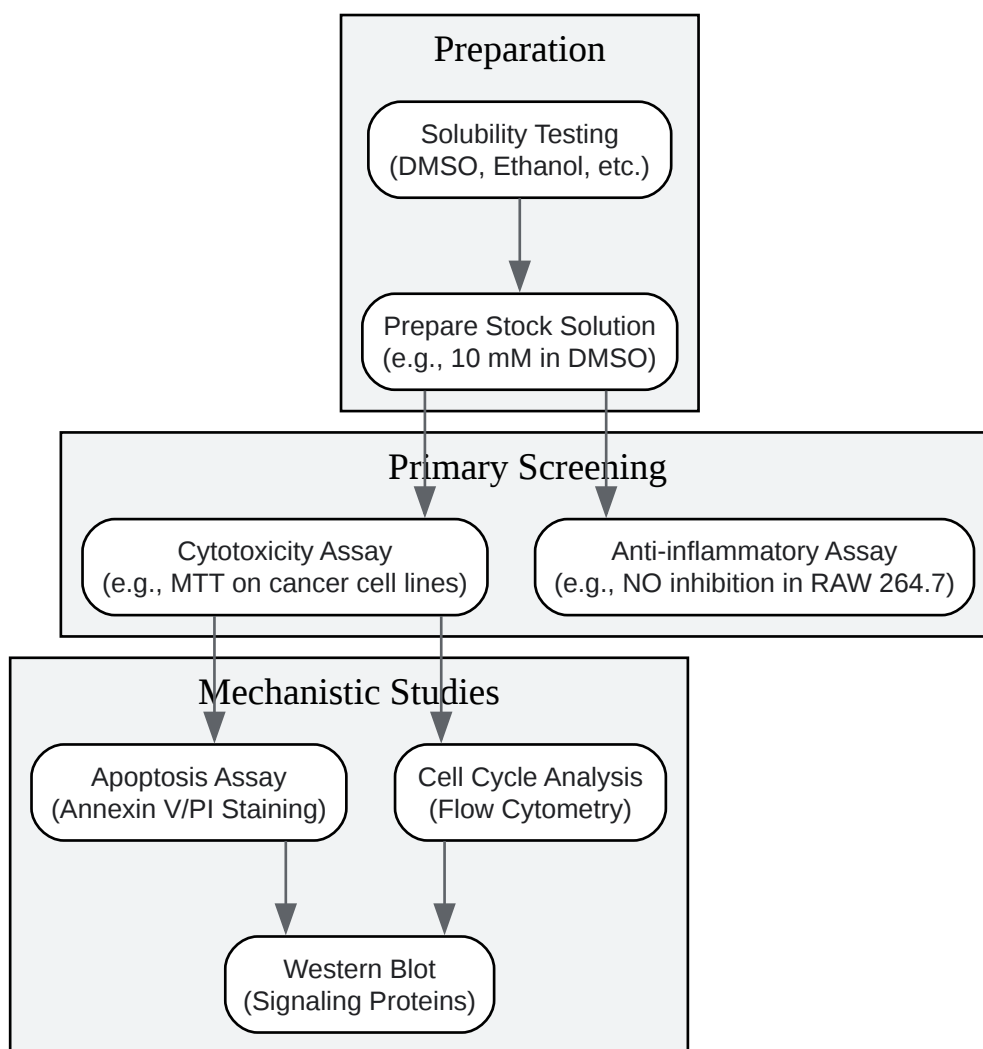 Preparation
Solubility Testing
(DMSO, Ethanol, etc.)
Prepare Stock Solution
(e.g., 10 mM in DMSO)
Primary Screening
Cytotoxicity Assay
(e.g., MTT on cancer cell lines)
Anti-inflammatory Assay
(e.g., NO inhibition in RAW 264.7)
Mechanistic Studies
Apoptosis Assay
(Annexin V/PI Staining)
Cell Cycle Analysis
(Flow Cytometry)
Western Blot
(Signaling Proteins)